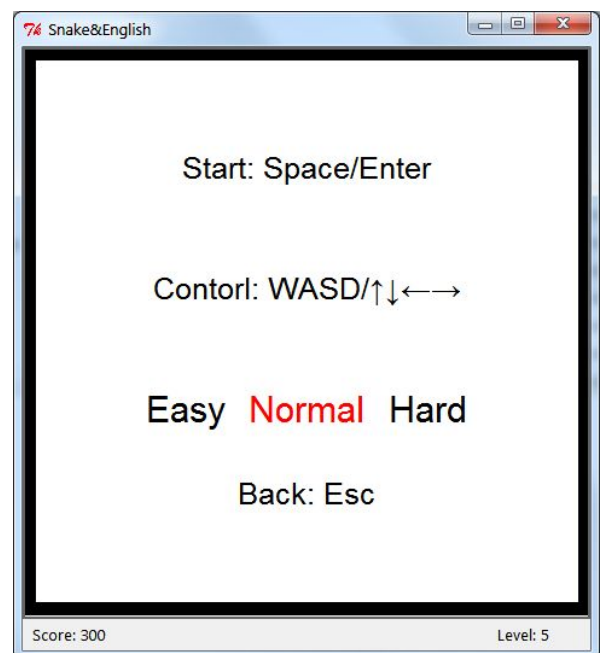 Snake&English
Start: Space/Enter
Contorl: WASD/↑↓←→
Easy Normal Hard
Back: Esc
Score: 300 Level: 5